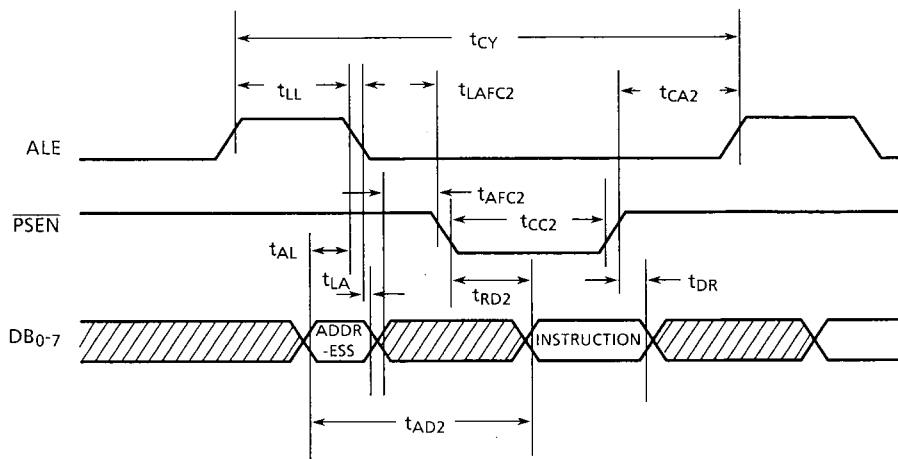 tCY
tLL
tLAFC2
tCA2
ALE
tAFC2
PSEN
tCC2
tAL
tLA
tRD2
tDR
DB0-7
ADDR
-ESS
INSTRUCTION
tAD2